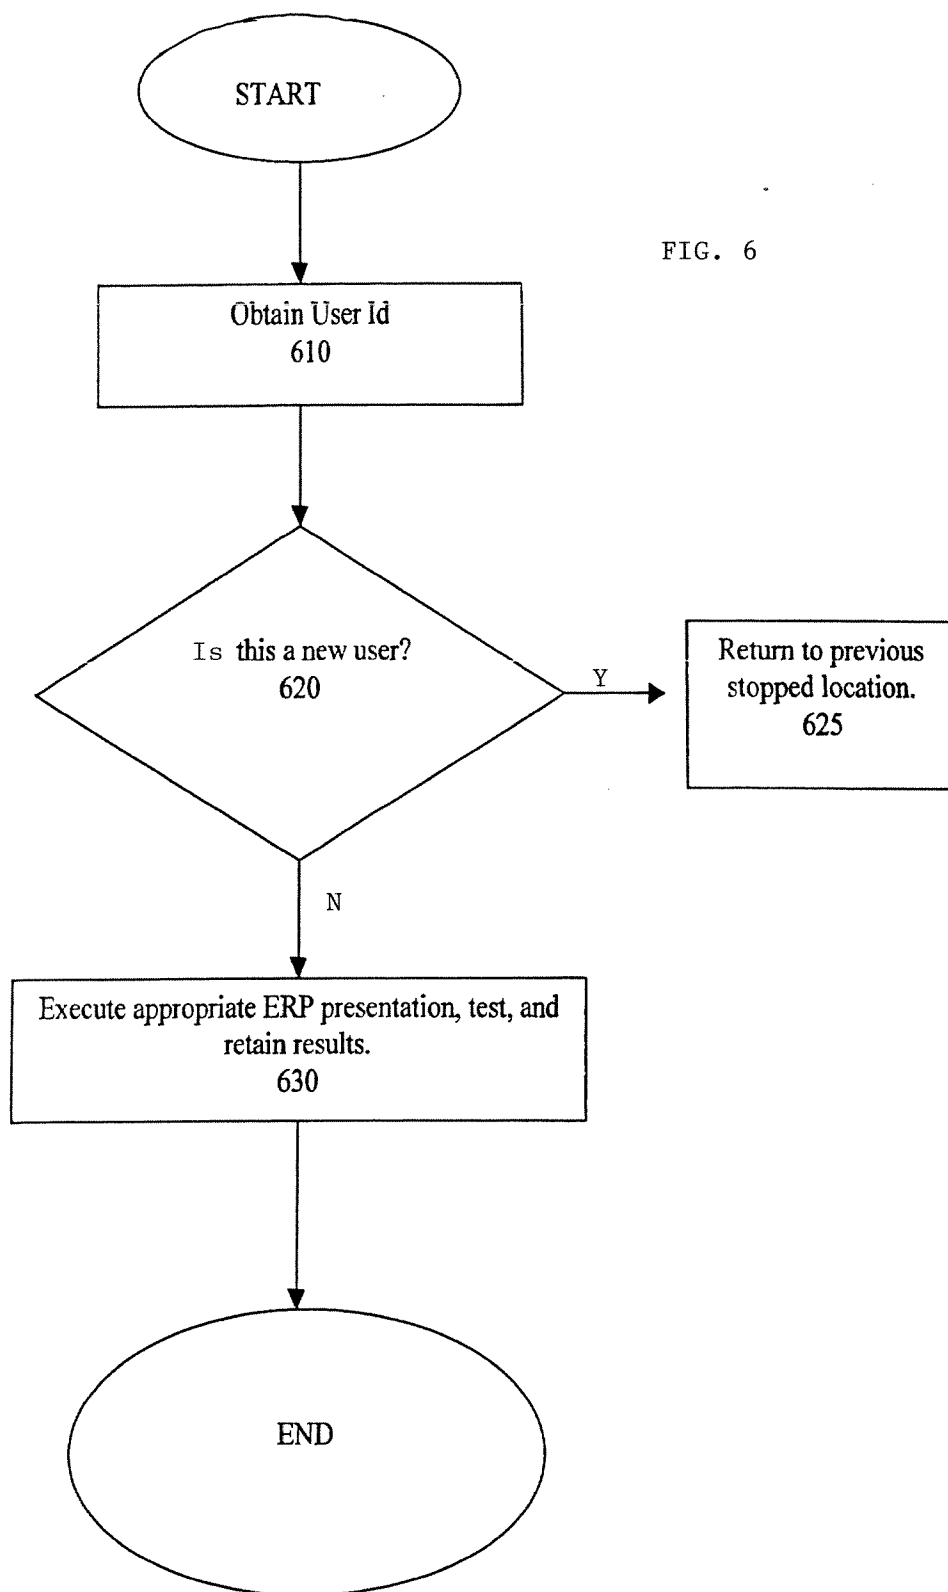 START
FIG. 6
Obtain User Id
610
Is this a new user?
620
Y
Return to previous
stopped location.
625
N
Execute appropriate ERP presentation, test, and
retain results.
630
END